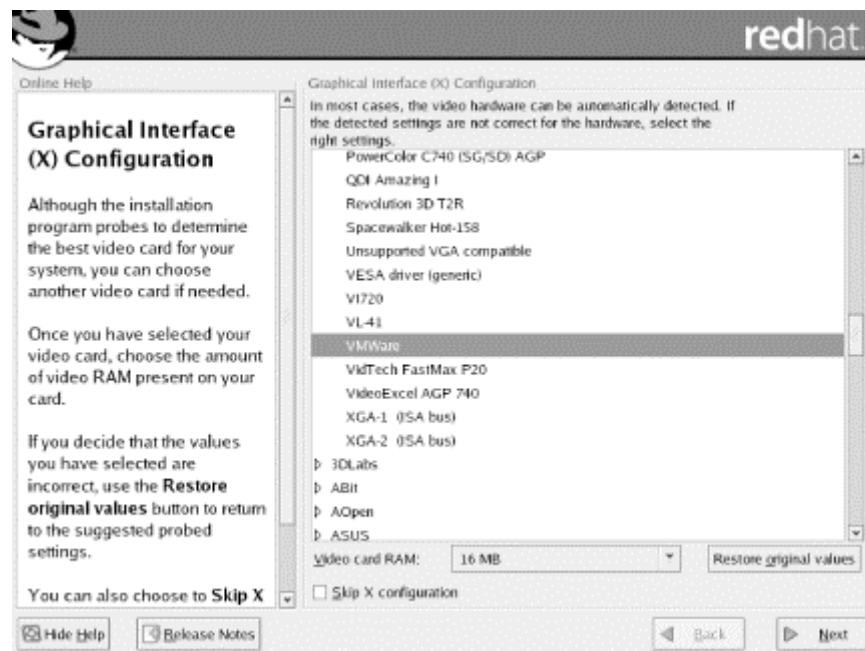 redhat.
Online Help
Graphical Interface
(X) Configuration
Although the installation
program probes to determine
the best video card for your
system, you can choose
another video card if needed.
Once you have selected your
video card, choose the amount
of video RAM present on your
card.
If you decide that the values
you have selected are
incorrect, use the Restore
original values button to return
to the suggested probed
settings.
You can also choose to Skip X
Graphical Interface (X) Configuration
In most cases, the video hardware can be automatically detected. If
the detected settings are not correct for the hardware, select the
right settings.
PowerColor C740 (SG/SD) AGP
QDI Amazing I
Revolution 3D T2R
Spacewalker Hot-158
Unsupported VGA compatible
VESA driver (generic)
VI720
VL-41
VMWare
VidTech FastMax P20
VideoExcel AGP 740
XGA-1 (ISA bus)
XGA-2 (ISA bus)
3DLabs
ABit
AOpen
ASUS
Video card RAM: 16 MB Restore original values
Skip X configuration
Hide Help Release Notes Back Next